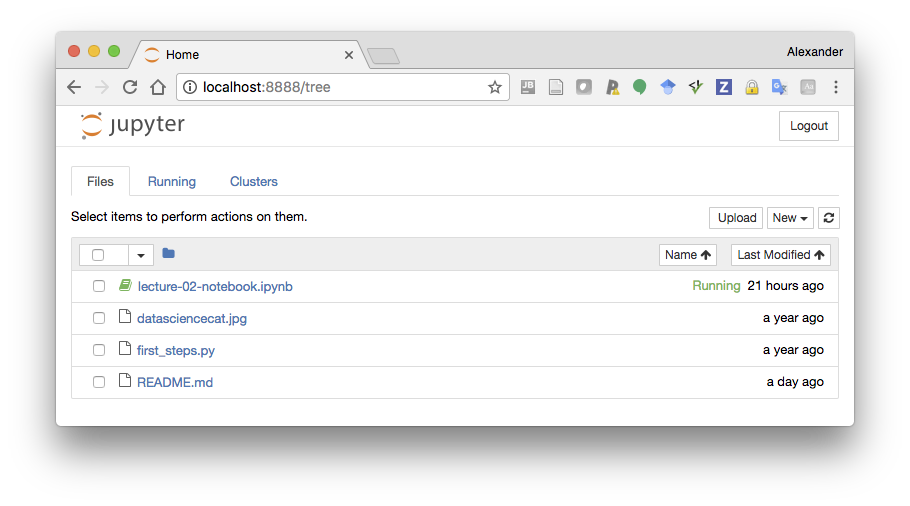 Home
Alexander
localhost:8888/tree
JB
Z
Aa
jupyter
Logout
Files Running Clusters
Select items to perform actions on them.
Upload New
Name Last Modified
lecture-02-notebook.ipynb Running 21 hours ago
datasciencecat.jpg a year ago
first_steps.py a year ago
README.md a day ago